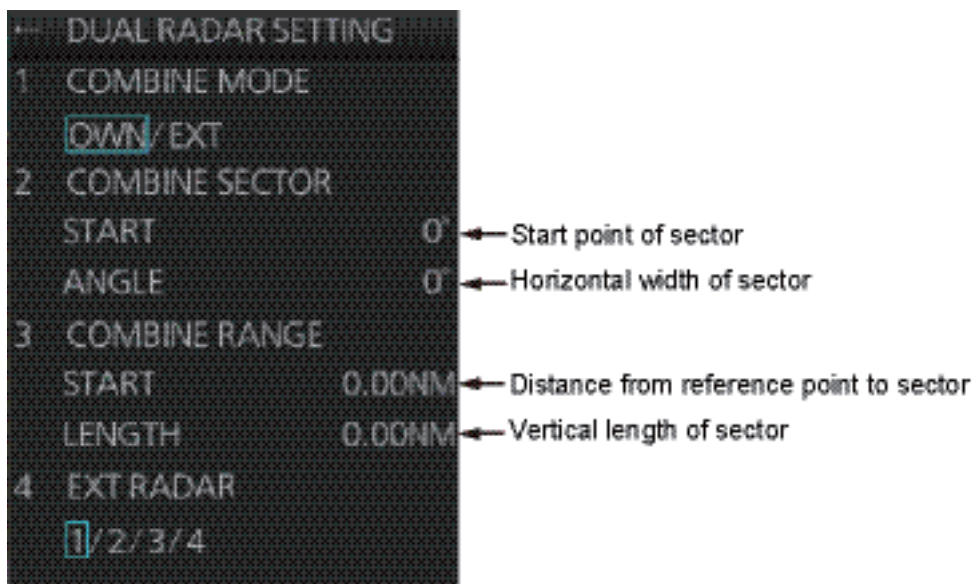 ← DUAL RADAR SETTING
1 COMBINE MODE
OWN/ EXT
2 COMBINE SECTOR
START 0° Start point of sector
ANGLE 0° Horizontal width of sector
3 COMBINE RANGE
START 0.00NM Distance from reference point to sector
LENGTH 0.00NM Vertical length of sector
4 EXT RADAR
1/2/3/4